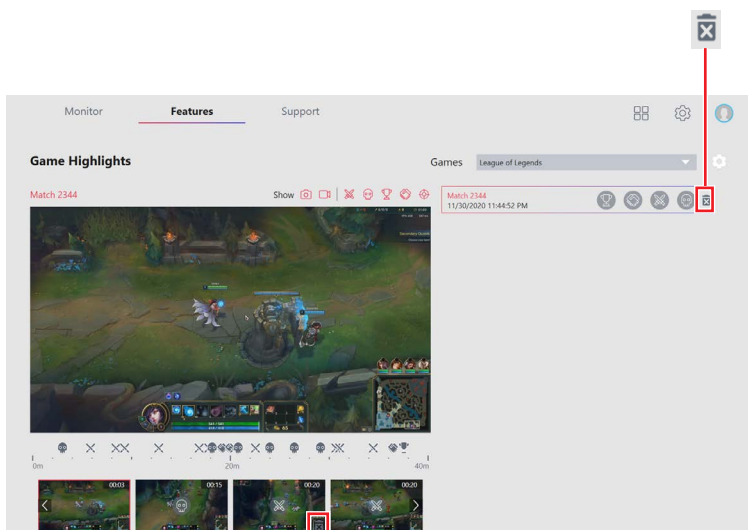 Monitor Features Support
Game Highlights
Games League of Legends
Match 2344 Show
Match 2344
11/30/2020 11:44:52 PM
0m 20m 40m
00:03 00:15 00:20 00:20